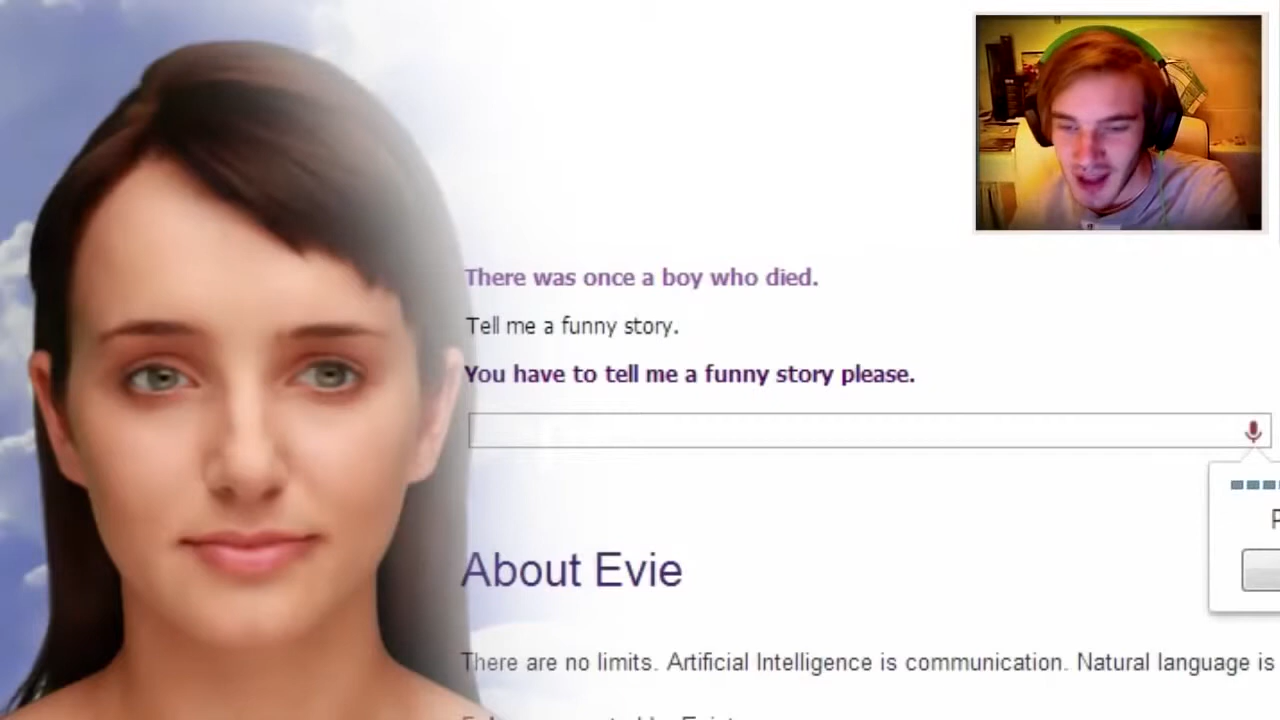 There was once a boy who died.
Tell me a funny story.
You have to tell me a funny story please.
About Evie
There are no limits. Artificial Intelligence is communication. Natural language is